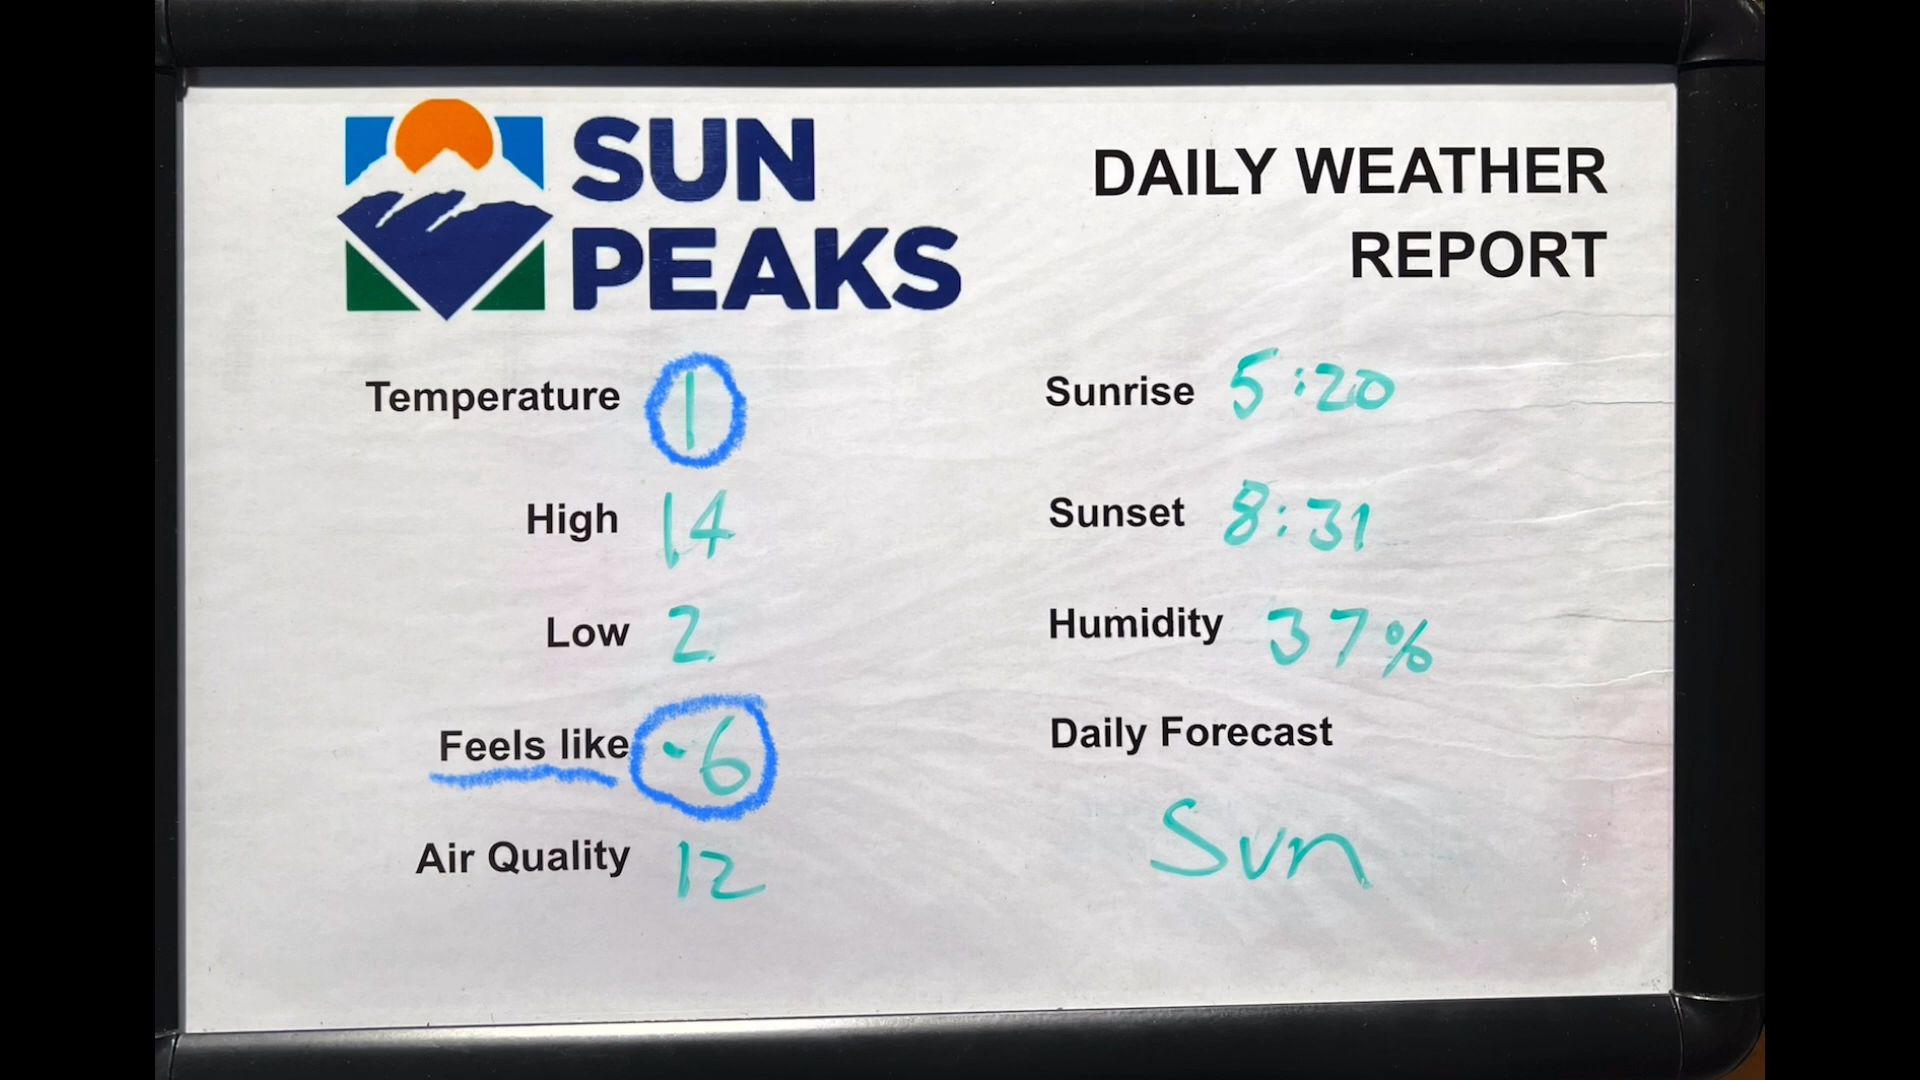 SUN
PEAKS
DAILY WEATHER
REPORT
Temperature 1
High 14
Low 2
Feels like -6
Air Quality 12
Sunrise 5:20
Sunset 8:31
Humidity 37%
Daily Forecast
Sun